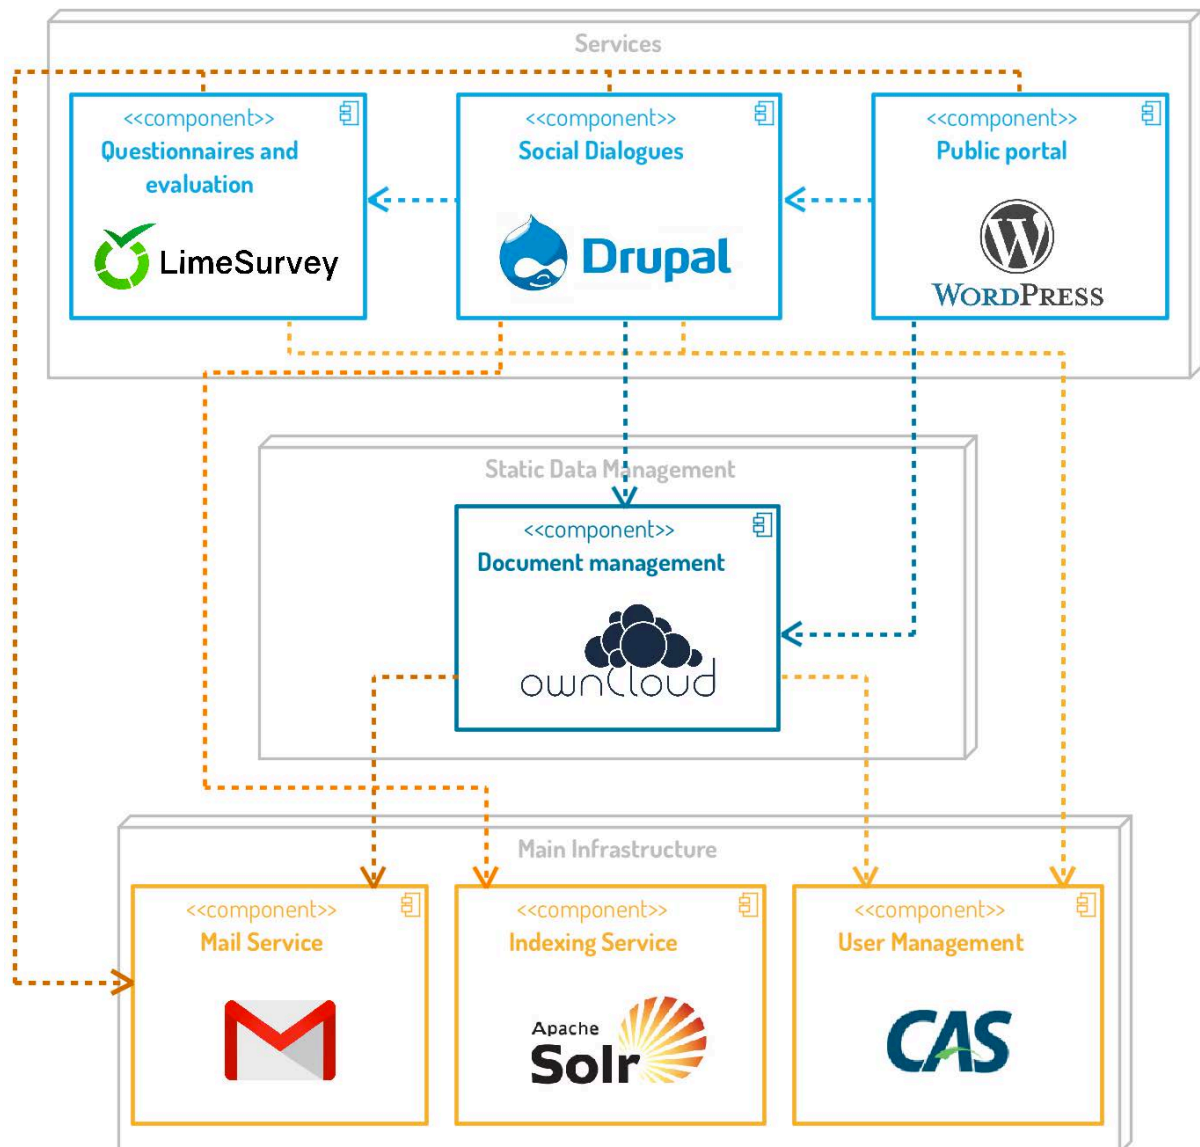 Services
<<component>>
Questionnaires and
evaluation
LimeSurvey
<<component>>
Social Dialogues
Drupal
<<component>>
Public portal
W
WORDPRESS
Static Data Management
<<component>>
Document management
ownCloud
Main Infrastructure
<<component>>
Mail Service
<<component>>
Indexing Service
Apache
Solr
<<component>>
User Management
CAS